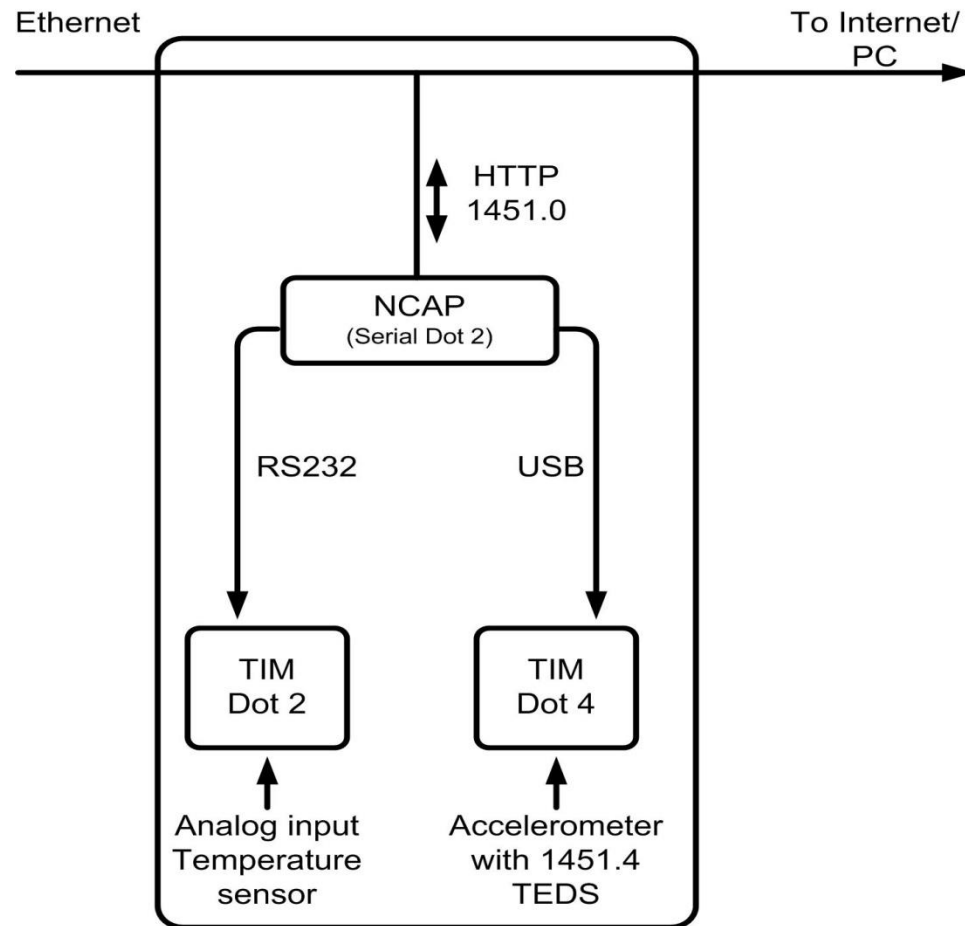 Ethernet
To Internet/
PC
HTTP
1451.0
NCAP
(Serial Dot 2)
RS232
USB
TIM
Dot 2
TIM
Dot 4
Analog input
Temperature
sensor
Accelerometer
with 1451.4
TEDS